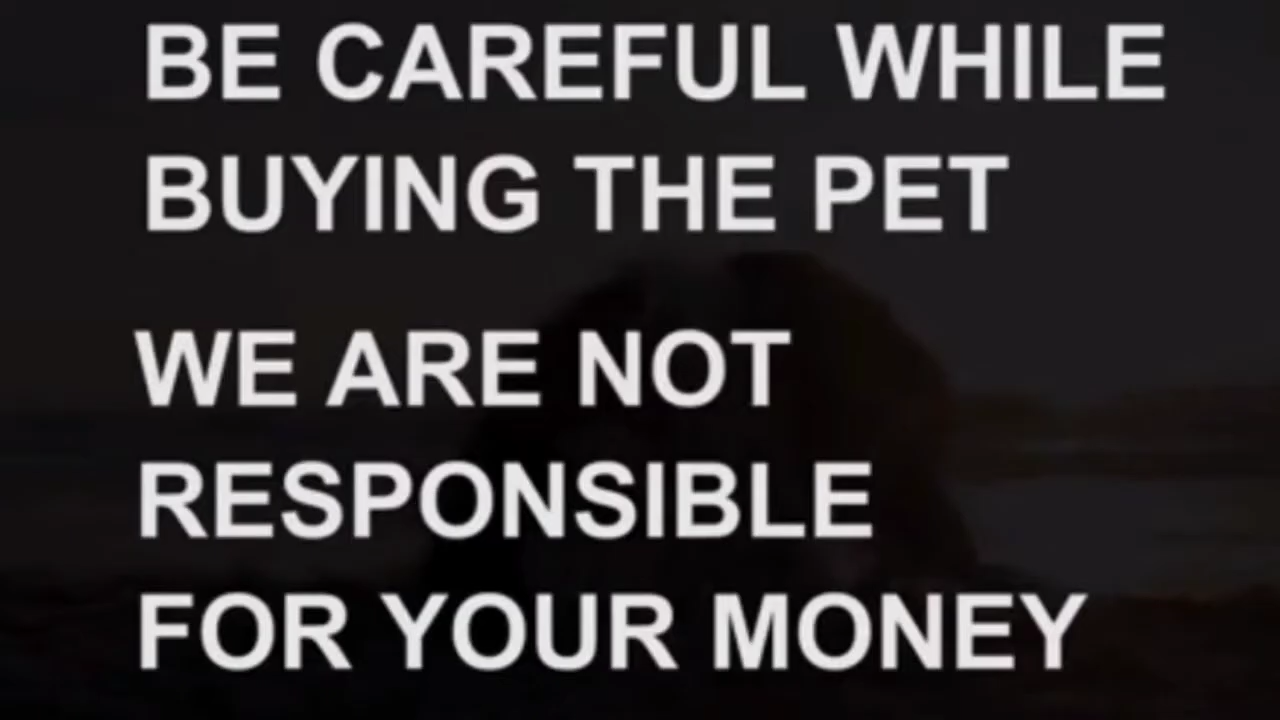 BE CAREFUL WHILE
BUYING THE PET
WE ARE NOT
RESPONSIBLE
FOR YOUR MONEY